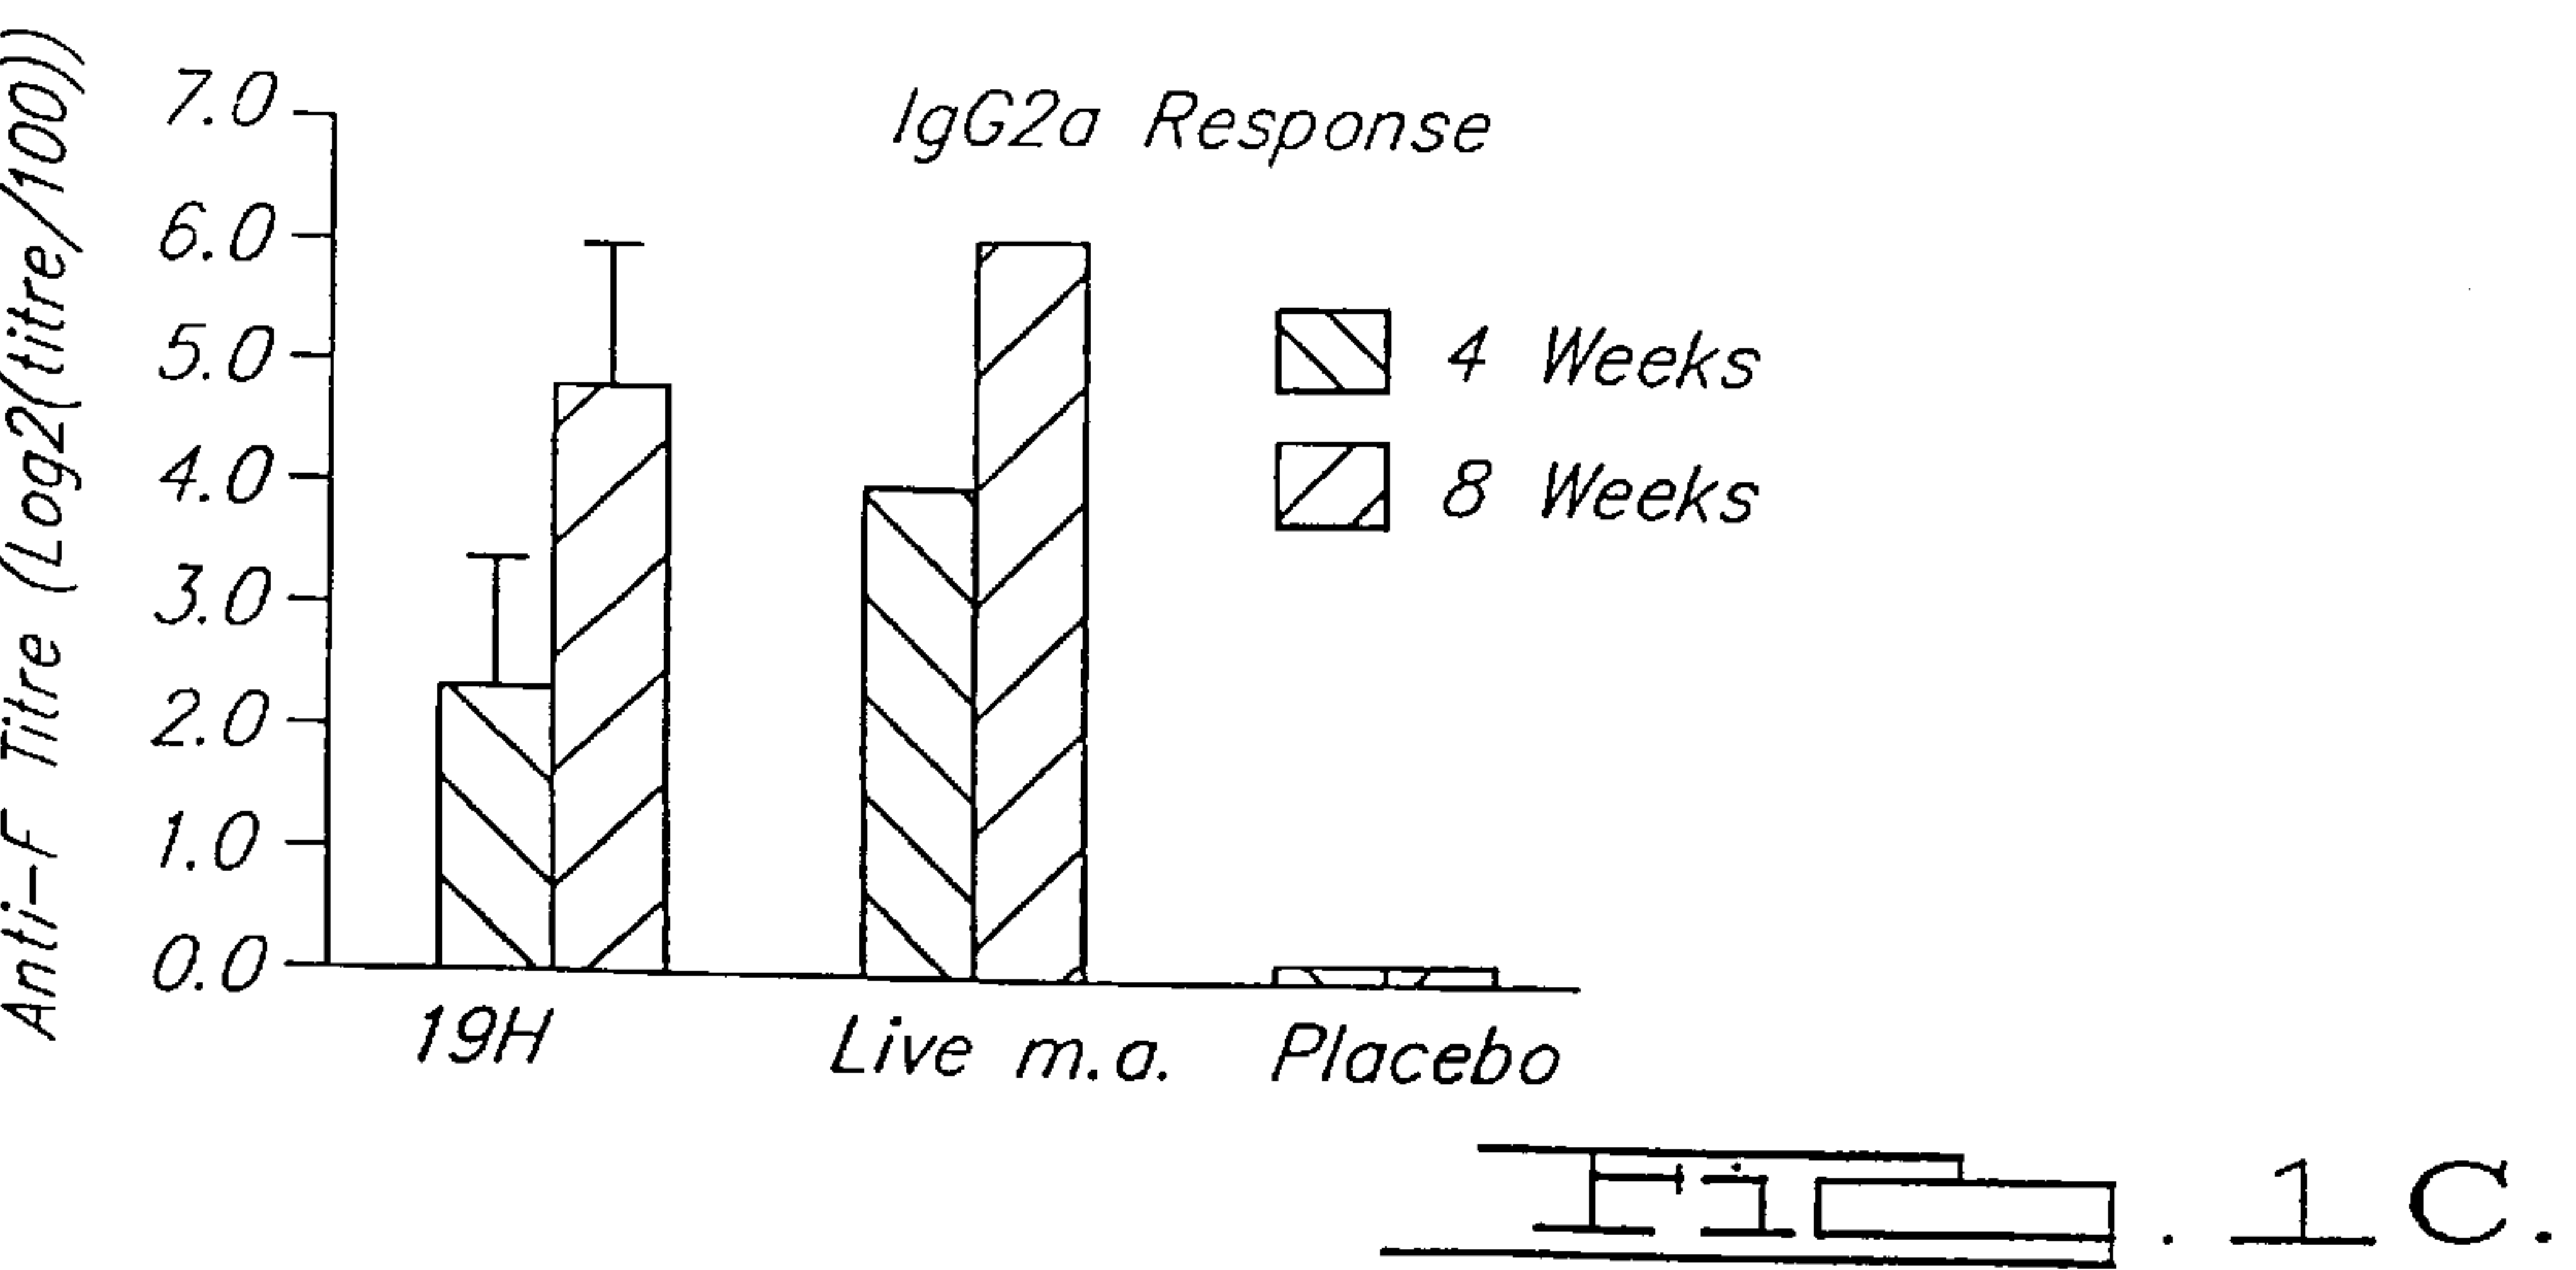 Anti-F Titre (Log2(titre/100))
7.0
6.0
5.0
4.0
3.0
2.0
1.0
0.0
IgG2a Response
4 Weeks
8 Weeks
19H
Live m.a.
Placebo
Fig. 1C.